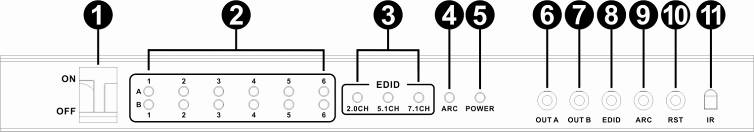 1 2 3 4 5 6 7 8 9 10 11
ON
OFF
1 2 3 4 5 6
A
B
1 2 3 4 5 6
EDID
2.0CH 5.1CH 7.1CH
ARC POWER
OUT A OUT B EDID ARC RST IR